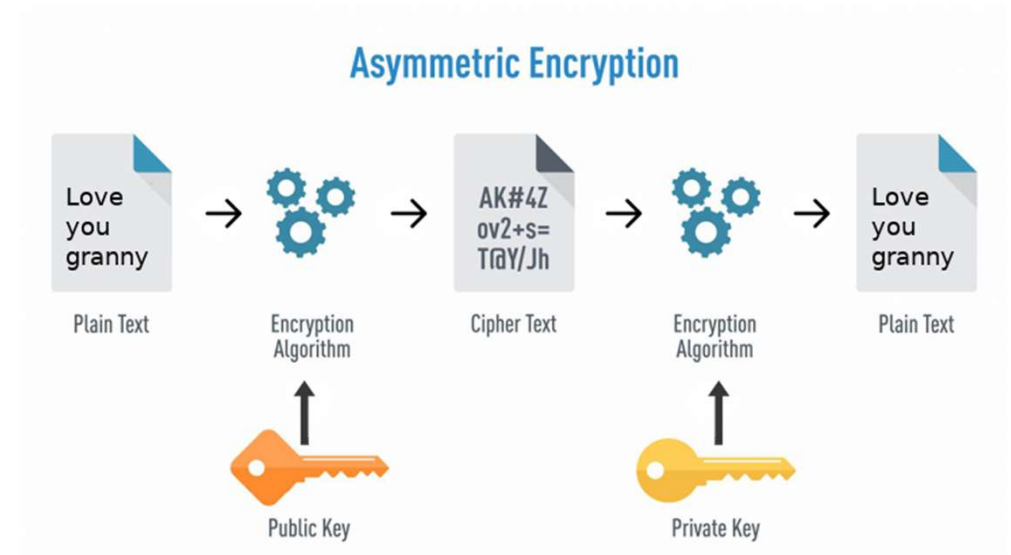 Asymmetric Encryption
Love
you
granny
AK#4Z
ov2+s=
T@Y/Jh
Love
you
granny
Plain Text
Encryption
Algorithm
Cipher Text
Encryption
Algorithm
Plain Text
Public Key
Private Key